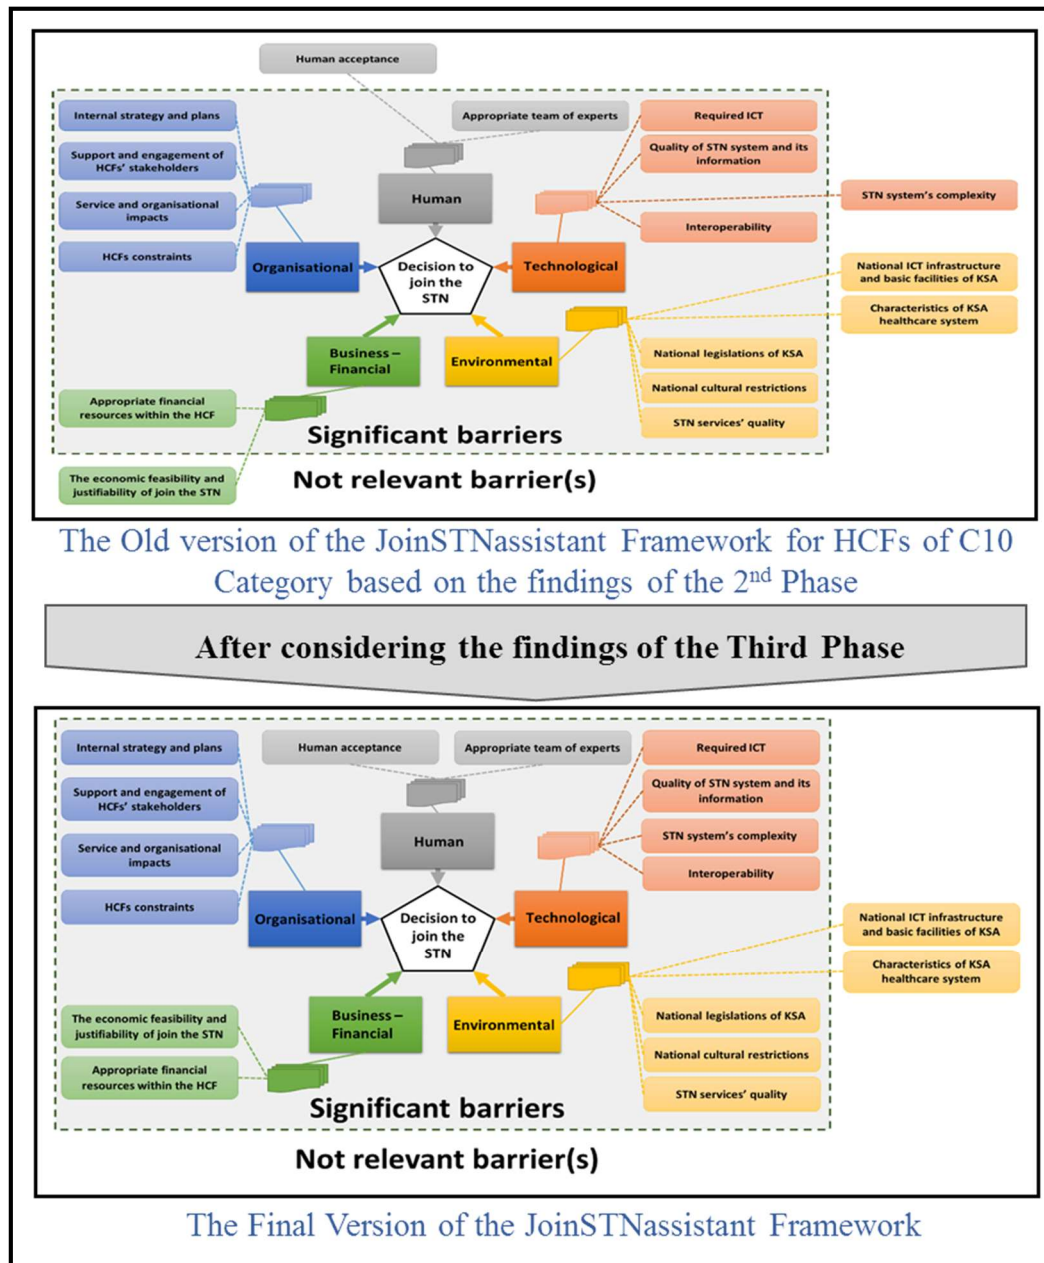 Human acceptance
Appropriate team of experts
Internal strategy and plans
Support and engagement of
HCFs' stakeholders
Service and organisational
impacts
HCFs constraints
Required ICT
Quality of STN system and its
information
STN system's complexity
Interoperability
Human
Organisational
Decision to
join the
STN
Technological
National ICT infrastructure
and basic facilities of KSA
Characteristics of KSA
healthcare system
Business –
Financial
Environmental
National legislations of KSA
National cultural restrictions
STN services' quality
Appropriate financial
resources within the HCF
Significant barriers
The economic feasibility and
justifiability of join the STN
Not relevant barrier(s)
The Old version of the JoinSTNassistant Framework for HCFs of C10
Category based on the findings of the 2nd Phase
After considering the findings of the Third Phase
Human acceptance
Appropriate team of experts
Internal strategy and plans
Support and engagement of
HCFs' stakeholders
Service and organisational
impacts
HCFs constraints
Required ICT
Quality of STN system and its
information
STN system's complexity
Interoperability
Human
Organisational
Decision to
join the
STN
Technological
National ICT infrastructure
and basic facilities of KSA
Characteristics of KSA
healthcare system
Business –
Financial
Environmental
National legislations of KSA
National cultural restrictions
STN services' quality
The economic feasibility and
justifiability of join the STN
Appropriate financial
resources within the HCF
Significant barriers
Not relevant barrier(s)
The Final Version of the JoinSTNassistant Framework